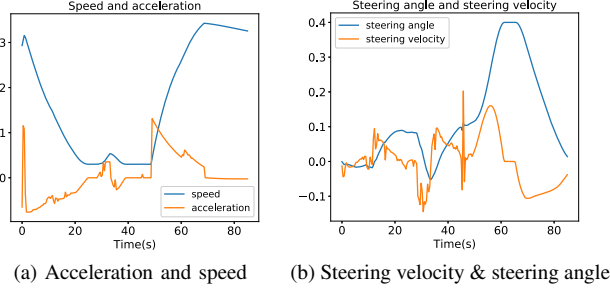 Speed and acceleration
3
2
1
0
speed
acceleration
0 20 40 60 80
Time(s)
(a) Acceleration and speed
Steering angle and steering velocity
0.4
0.3
0.2
0.1
0.0
−0.1
steering angle
steering velocity
0 20 40 60 80
Time(s)
(b) Steering velocity & steering angle